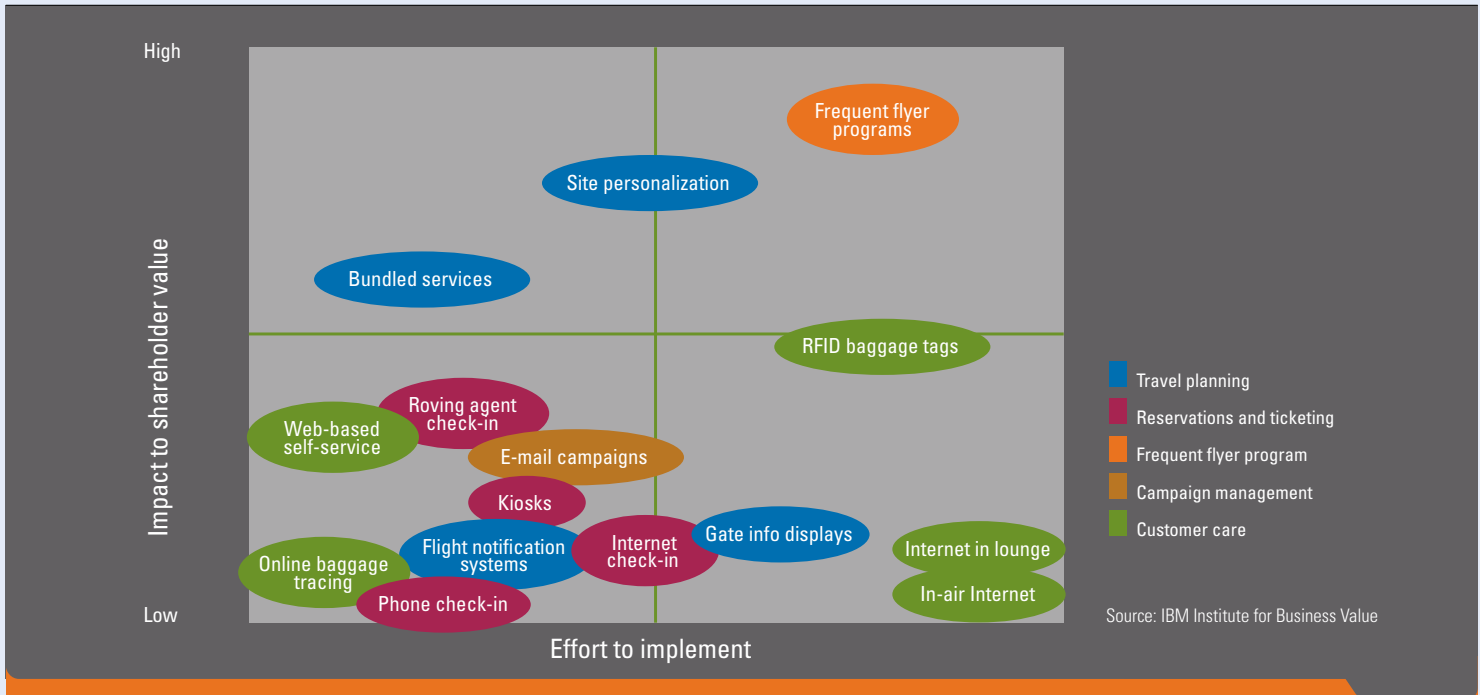 High
Frequent flyer
programs
Site personalization
Bundled services
Impact to shareholder value
RFID baggage tags
Roving agent
check-in
Web-based
self-service
E-mail campaigns
Kiosks
Gate info displays
Flight notification
systems
Internet
check-in
Internet in lounge
Online baggage
tracing
In-air Internet
Phone check-in
Low
Effort to implement
Travel planning
Reservations and ticketing
Frequent flyer program
Campaign management
Customer care
Source: IBM Institute for Business Value